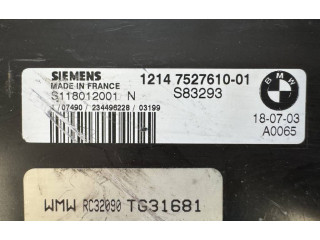 SIEMENS 1214 7527610-01
MADE IN FRANCE
S118012001 N S83293
BMW
/ 07490 / 234496228 / 03199
18-07-03
A0065
WMW RC32090 TG31681